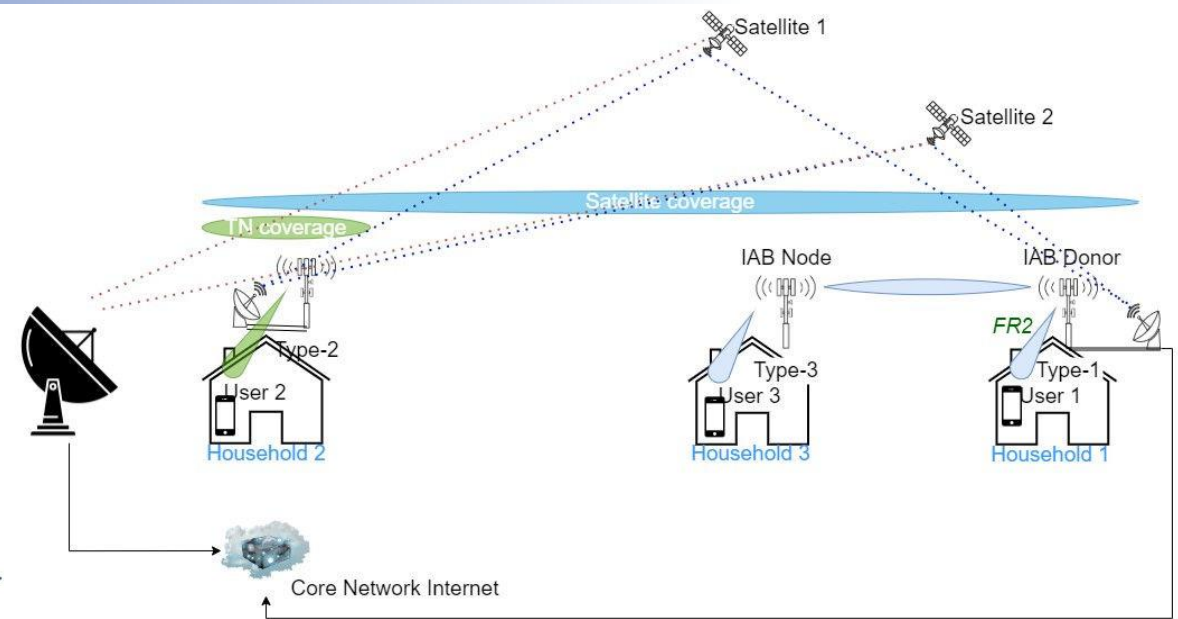 Satellite 1
Satellite 2
Satellite coverage
TN coverage
IAB Node
IAB Donor
FR2
Type-2
Type-3
Type-1
User 2
User 3
User 1
Household 2
Household 3
Household 1
Core Network Internet